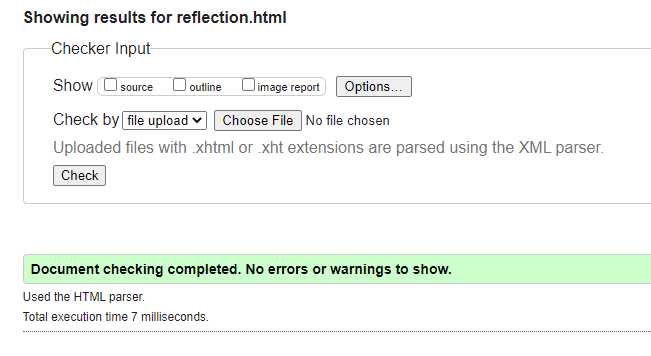 Showing results for reflection.html
Checker Input
Show source outline image report Options...
Check by file upload Choose File No file chosen
Uploaded files with .xhtml or .xht extensions are parsed using the XML parser.
Check
Document checking completed. No errors or warnings to show.
Used the HTML parser.
Total execution time 7 milliseconds.